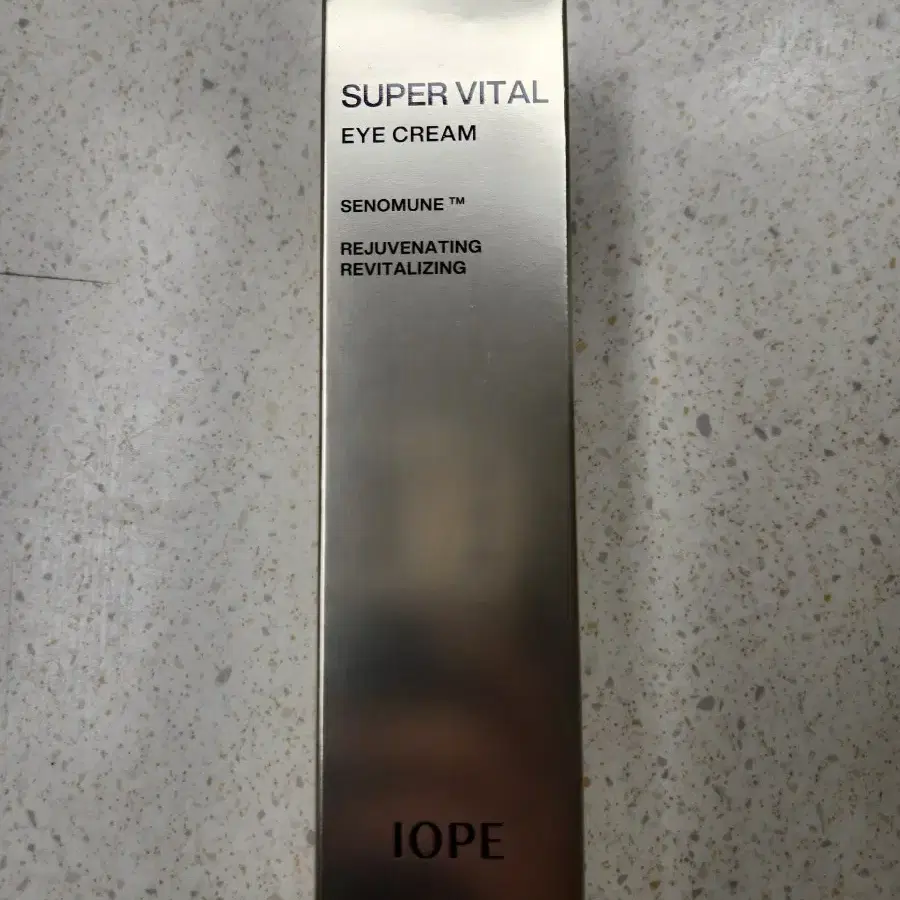 SUPER VITAL
EYE CREAM
SENOMUNE ™
REJUVENATING
REVITALIZING
IOPE